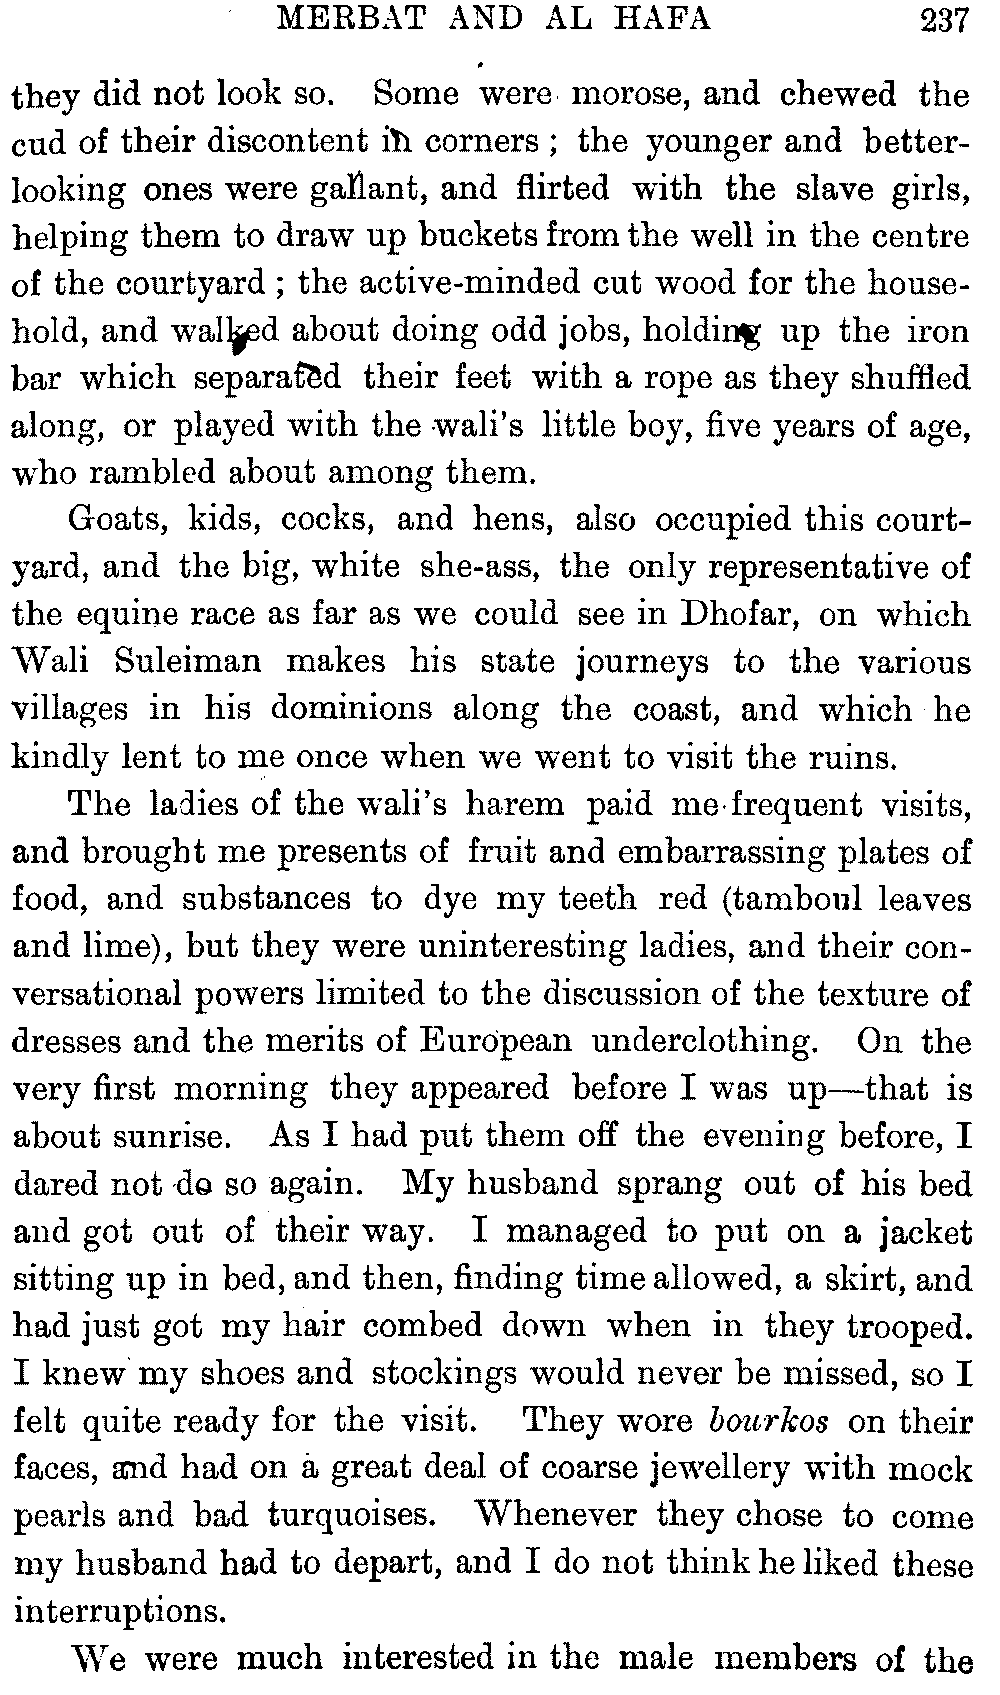 MERBAT AND AL HAFA 237
they did not look so. Some were morose, and chewed the
cud of their discontent in corners ; the younger and better-
looking ones were gallant, and flirted with the slave girls,
helping them to draw up buckets from the well in the centre
of the courtyard ; the active-minded cut wood for the house-
hold, and walked about doing odd jobs, holding up the iron
bar which separated their feet with a rope as they shuffled
along, or played with the wali's little boy, five years of age,
who rambled about among them.
Goats, kids, cocks, and hens, also occupied this court-
yard, and the big, white she-ass, the only representative of
the equine race as far as we could see in Dhofar, on which
Wali Suleiman makes his state journeys to the various
villages in his dominions along the coast, and which he
kindly lent to me once when we went to visit the ruins.
The ladies of the wali's harem paid me frequent visits,
and brought me presents of fruit and embarrassing plates of
food, and substances to dye my teeth red (tamboul leaves
and lime), but they were uninteresting ladies, and their con-
versational powers limited to the discussion of the texture of
dresses and the merits of European underclothing. On the
very first morning they appeared before I was up—that is
about sunrise. As I had put them off the evening before, I
dared not do so again. My husband sprang out of his bed
and got out of their way. I managed to put on a jacket
sitting up in bed, and then, finding time allowed, a skirt, and
had just got my hair combed down when in they trooped.
I knew my shoes and stockings would never be missed, so I
felt quite ready for the visit. They wore bourkos on their
faces, and had on a great deal of coarse jewellery with mock
pearls and bad turquoises. Whenever they chose to come
my husband had to depart, and I do not think he liked these
interruptions.
We were much interested in the male members of the